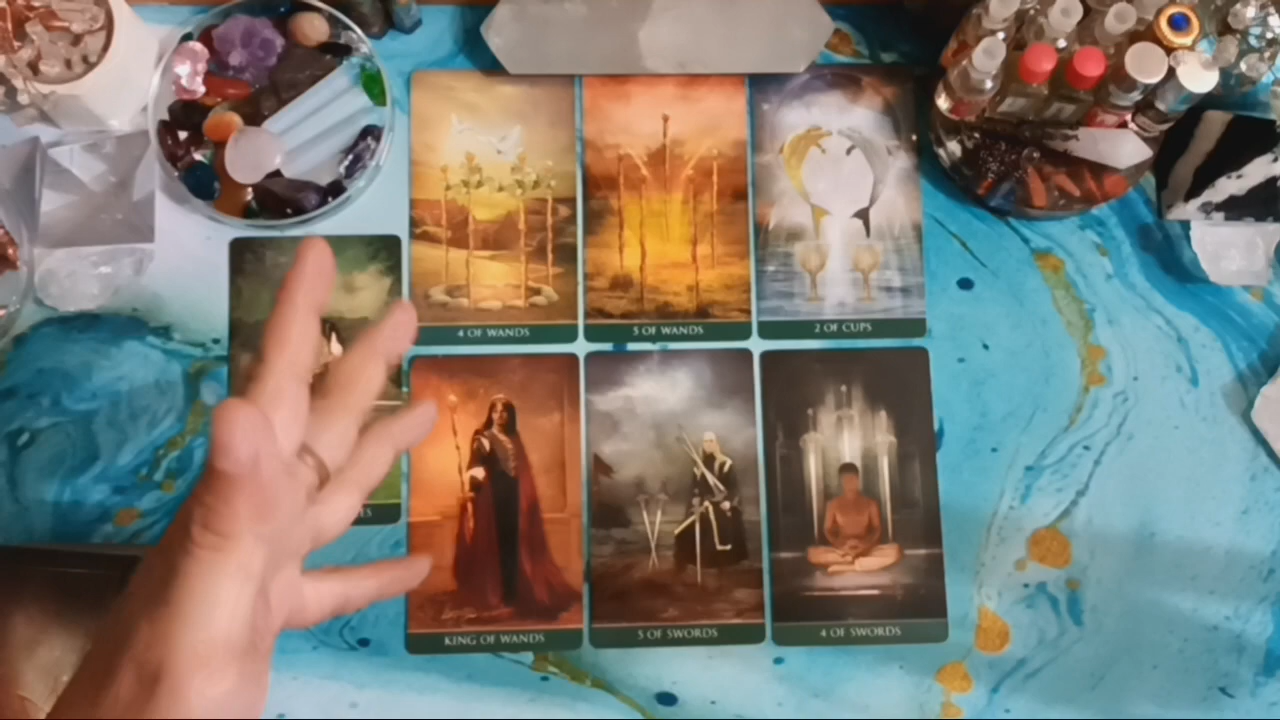 4 OF WANDS
5 OF WANDS
2 OF CUPS
KING OF WANDS
5 OF SWORDS
4 OF SWORDS